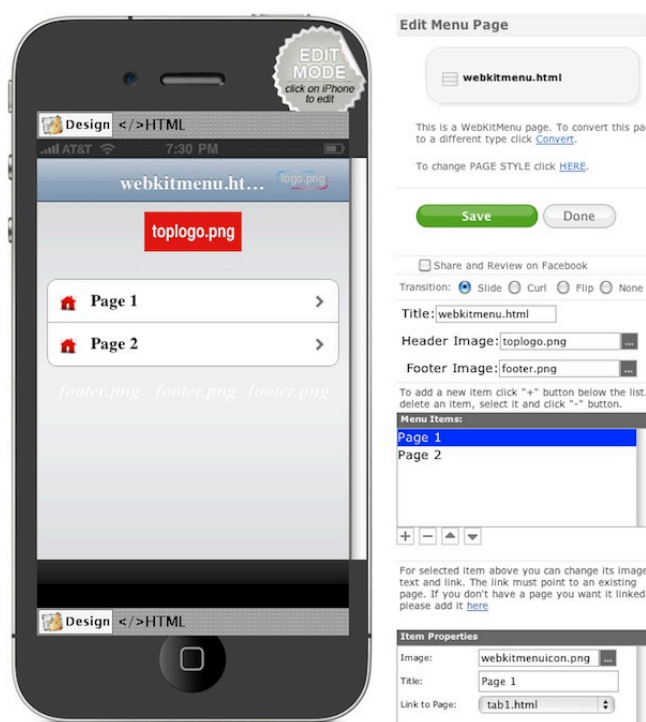 EDIT
MODE
click on iPhone
to edit
Design </>HTML
AT&T 7:30 PM
webkitmenu.ht... logo.png
toplogo.png
Page 1
Page 2
footer.png footer.png footer.png
Design </>HTML
Edit Menu Page
webkitmenu.html
This is a WebKitMenu page. To convert this pa
to a different type click Convert.
To change PAGE STYLE click HERE.
Save Done
Share and Review on Facebook
Transition: Slide Curl Flip None
Title: webkitmenu.html
Header Image: toplogo.png ...
Footer Image: footer.png ...
To add a new item click "+" button below the list.
delete an item, select it and click "-" button.
Menu Items:
Page 1
Page 2
+ -
For selected item above you can change its image
text and link. The link must point to an existing
page. If you don't have a page you want it linked
please add it here
Item Properties
Image: webkitmenuicon.png ...
Title: Page 1
Link to Page: tab1.html